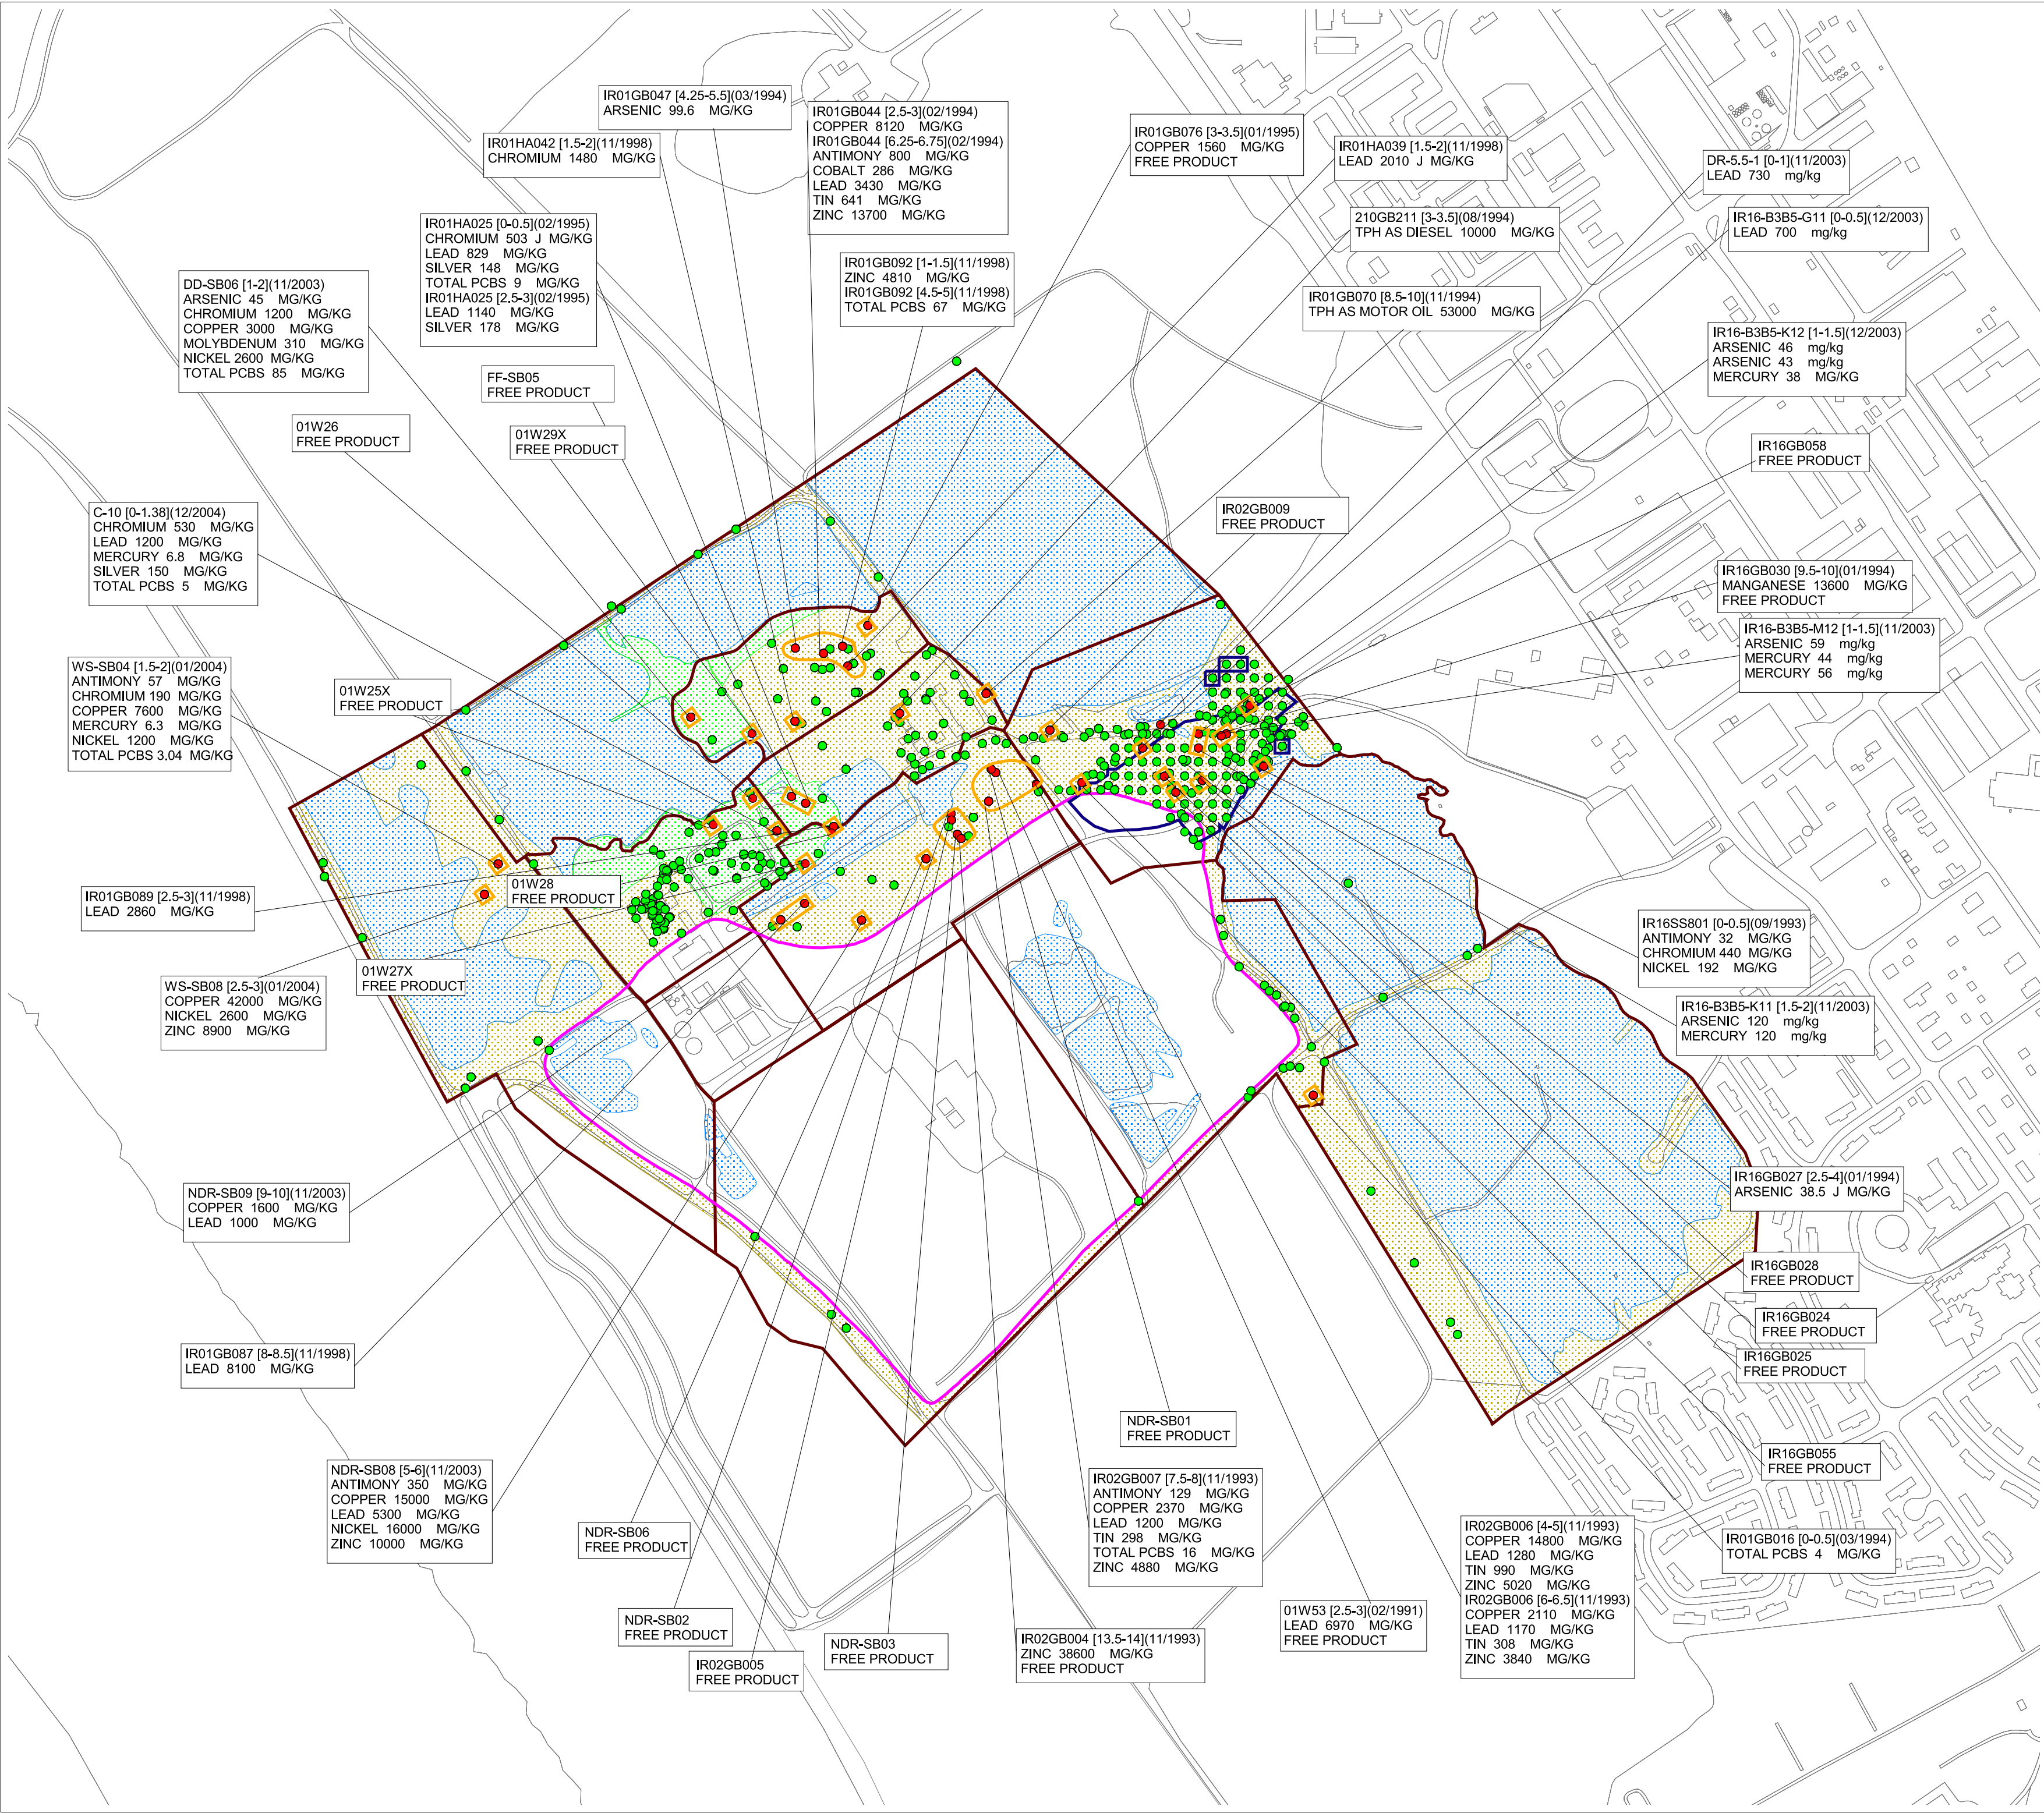 IR01GB047 [4.25-5.5](03/1994)
ARSENIC 99.6 MG/KG
IR01HA042 [1.5-2](11/1998)
CHROMIUM 1480 MG/KG
IR01GB044 [2.5-3](02/1994)
COPPER 8120 MG/KG
IR01GB044 [6.25-6.75](02/1994)
ANTIMONY 800 MG/KG
COBALT 286 MG/KG
LEAD 3430 MG/KG
TIN 641 MG/KG
ZINC 13700 MG/KG
IR01GB076 [3-3.5](01/1995)
COPPER 1560 MG/KG
FREE PRODUCT
IR01HA039 [1.5-2](11/1998)
LEAD 2010 J MG/KG
DR-5.5-1 [0-1](11/2003)
LEAD 730 mg/kg
210GB211 [3-3.5](08/1994)
TPH AS DIESEL 10000 MG/KG
IR16-B3B5-G11 [0-0.5](12/2003)
LEAD 700 mg/kg
IR01HA025 [0-0.5](02/1995)
CHROMIUM 503 J MG/KG
LEAD 829 MG/KG
SILVER 148 MG/KG
TOTAL PCBS 9 MG/KG
IR01HA025 [2.5-3](02/1995)
LEAD 1140 MG/KG
SILVER 178 MG/KG
IR01GB092 [1-1.5](11/1998)
ZINC 4810 MG/KG
IR01GB092 [4.5-5](11/1998)
TOTAL PCBS 67 MG/KG
DD-SB06 [1-2](11/2003)
ARSENIC 45 MG/KG
CHROMIUM 1200 MG/KG
COPPER 3000 MG/KG
MOLYBDENUM 310 MG/KG
NICKEL 2600 MG/KG
TOTAL PCBS 85 MG/KG
IR01GB070 [8.5-10](11/1994)
TPH AS MOTOR OIL 53000 MG/KG
IR16-B3B5-K12 [1-1.5](12/2003)
ARSENIC 46 mg/kg
ARSENIC 43 mg/kg
MERCURY 38 MG/KG
FF-SB05
FREE PRODUCT
01W26
FREE PRODUCT
01W29X
FREE PRODUCT
IR16GB058
FREE PRODUCT
C-10 [0-1.38](12/2004)
CHROMIUM 530 MG/KG
LEAD 1200 MG/KG
MERCURY 6.8 MG/KG
SILVER 150 MG/KG
TOTAL PCBS 5 MG/KG
IR02GB009
FREE PRODUCT
IR16GB030 [9.5-10](01/1994)
MANGANESE 13600 MG/KG
FREE PRODUCT
IR16-B3B5-M12 [1-1.5](11/2003)
ARSENIC 59 mg/kg
MERCURY 44 mg/kg
MERCURY 56 mg/kg
WS-SB04 [1.5-2](01/2004)
ANTIMONY 57 MG/KG
CHROMIUM 190 MG/KG
COPPER 7600 MG/KG
MERCURY 6.3 MG/KG
NICKEL 1200 MG/KG
TOTAL PCBS 3.04 MG/KG
01W25X
FREE PRODUCT
IR01GB089 [2.5-3](11/1998)
LEAD 2860 MG/KG
01W28
FREE PRODUCT
IR16SS801 [0-0.5](09/1993)
ANTIMONY 32 MG/KG
CHROMIUM 440 MG/KG
NICKEL 192 MG/KG
WS-SB08 [2.5-3](01/2004)
COPPER 42000 MG/KG
NICKEL 2600 MG/KG
ZINC 8900 MG/KG
01W27X
FREE PRODUCT
IR16-B3B5-K11 [1.5-2](11/2003)
ARSENIC 120 mg/kg
MERCURY 120 mg/kg
NDR-SB09 [9-10](11/2003)
COPPER 1600 MG/KG
LEAD 1000 MG/KG
IR16GB027 [2.5-4](01/1994)
ARSENIC 38.5 J MG/KG
IR16GB028
FREE PRODUCT
IR16GB024
FREE PRODUCT
IR01GB087 [8-8.5](11/1998)
LEAD 8100 MG/KG
IR16GB025
FREE PRODUCT
NDR-SB01
FREE PRODUCT
IR16GB055
FREE PRODUCT
NDR-SB08 [5-6](11/2003)
ANTIMONY 350 MG/KG
COPPER 15000 MG/KG
LEAD 5300 MG/KG
NICKEL 16000 MG/KG
ZINC 10000 MG/KG
IR02GB007 [7.5-8](11/1993)
ANTIMONY 129 MG/KG
COPPER 2370 MG/KG
LEAD 1200 MG/KG
TIN 298 MG/KG
TOTAL PCBS 16 MG/KG
ZINC 4880 MG/KG
NDR-SB06
FREE PRODUCT
IR02GB006 [4-5](11/1993)
COPPER 14800 MG/KG
LEAD 1280 MG/KG
TIN 990 MG/KG
ZINC 5020 MG/KG
IR02GB006 [6-6.5](11/1993)
COPPER 2110 MG/KG
LEAD 1170 MG/KG
TIN 308 MG/KG
ZINC 3840 MG/KG
IR01GB016 [0-0.5](03/1994)
TOTAL PCBS 4 MG/KG
NDR-SB02
FREE PRODUCT
01W53 [2.5-3](02/1991)
LEAD 6970 MG/KG
FREE PRODUCT
NDR-SB03
FREE PRODUCT
IR02GB004 [13.5-14](11/1993)
ZINC 38600 MG/KG
FREE PRODUCT
IR02GB005
FREE PRODUCT